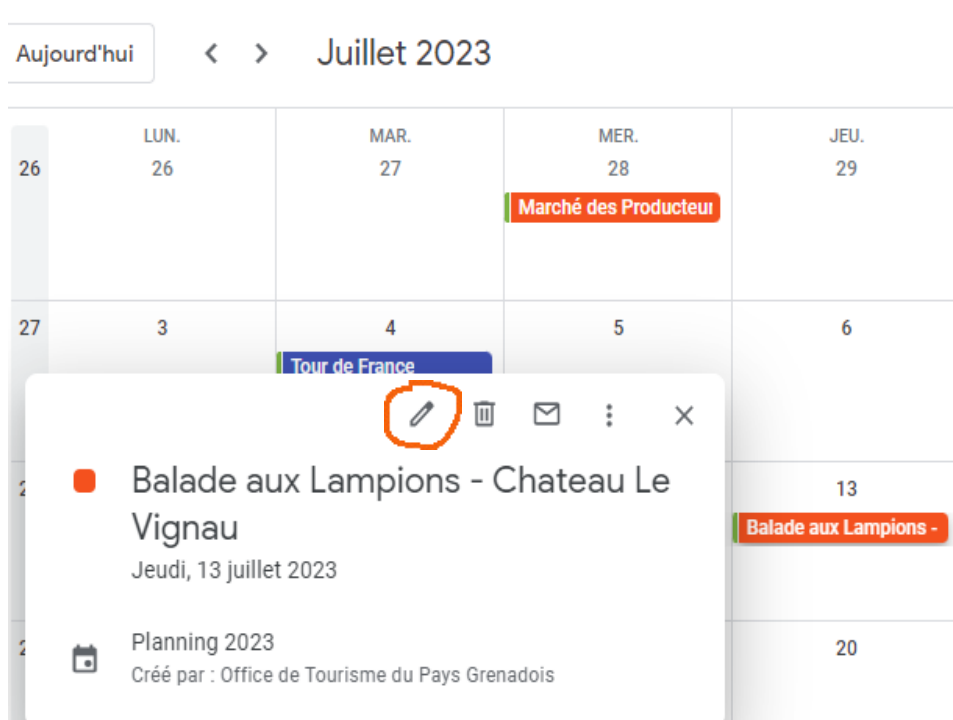 Aujourd'hui < > Juillet 2023
LUN. MAR. MER. JEU.
26 26 27 28 29
Marché des Producteur
27 3 4 5 6
Tour de France
Balade aux Lampions - Chateau Le
Vignau
13
Balade aux Lampions -
Jeudi, 13 juillet 2023
Planning 2023
20
Créé par : Office de Tourisme du Pays Grenadois